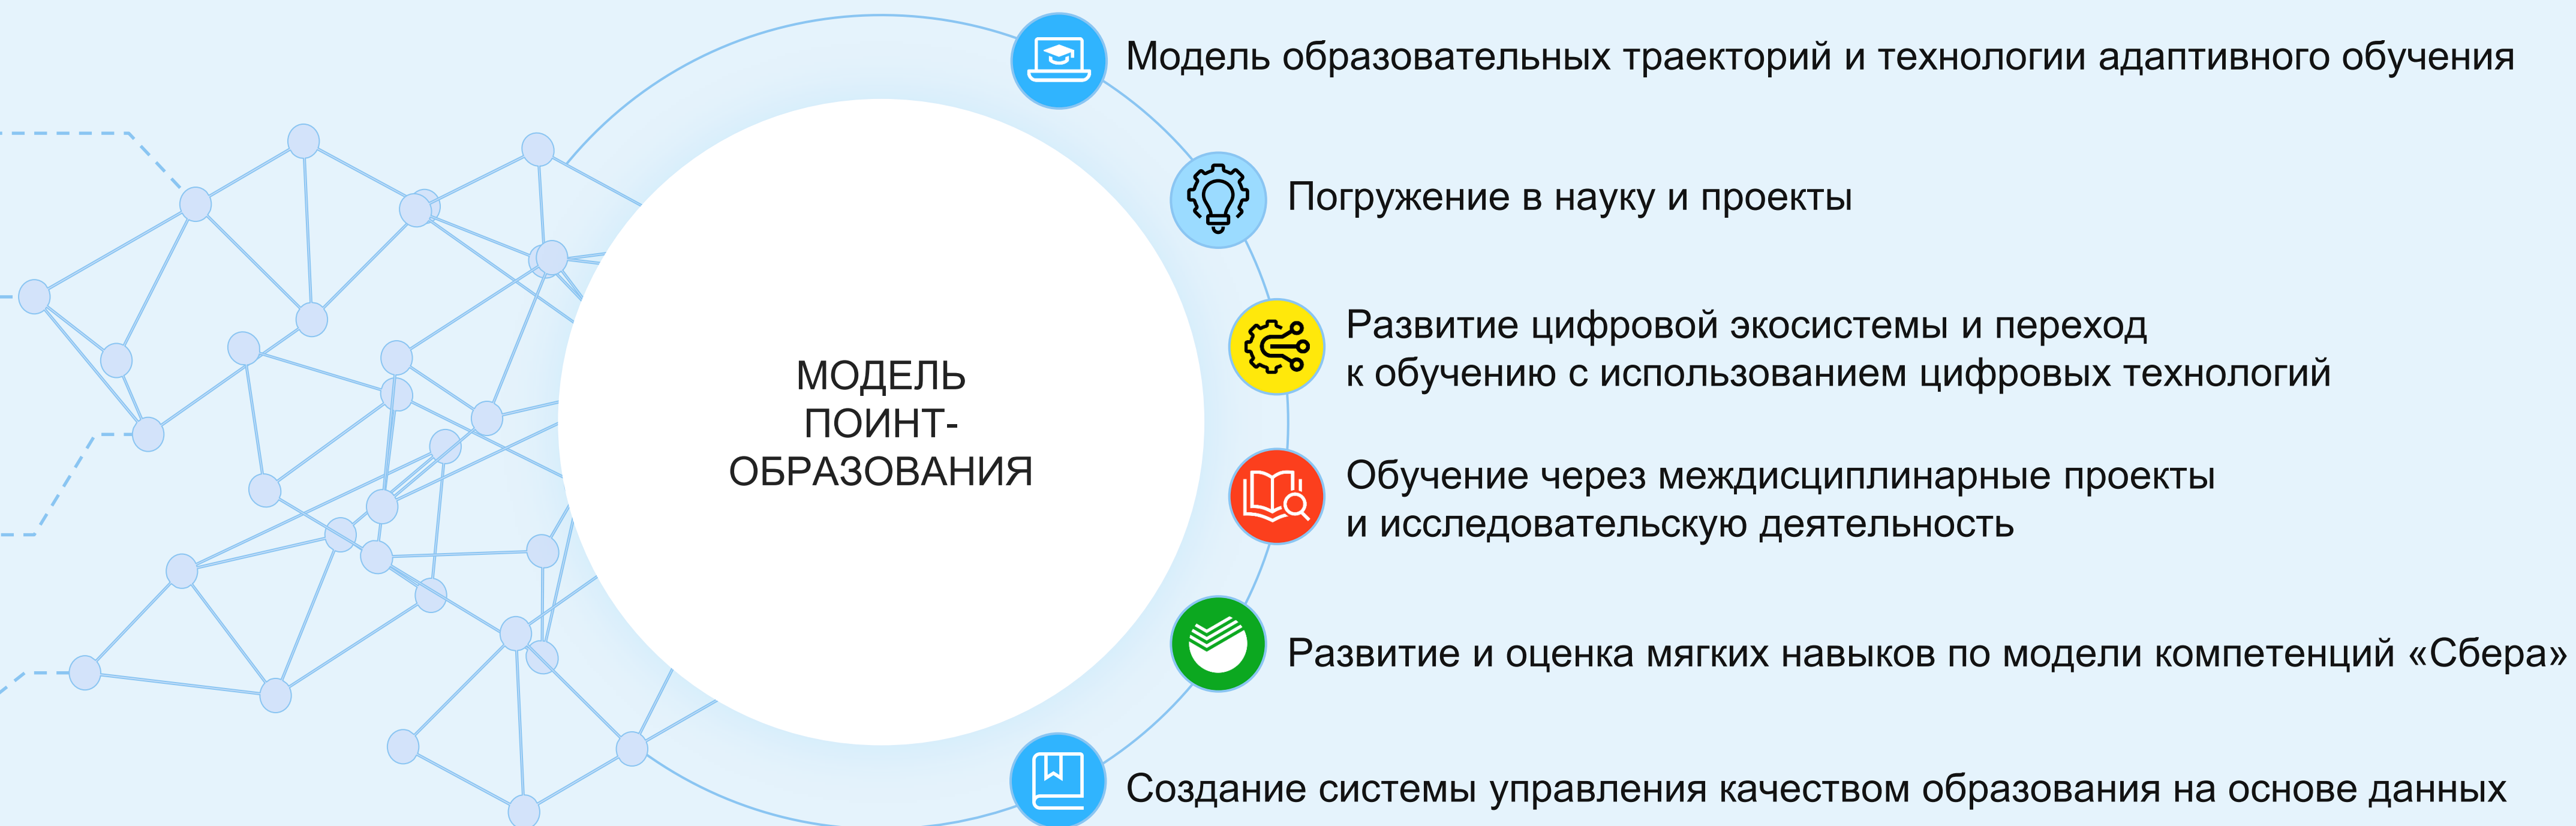 Модель образовательных траекторий и технологии адаптивного обучения
Погружение в науку и проекты
Развитие цифровой экосистемы и переход
к обучению с использованием цифровых технологий
МОДЕЛЬ
ПОИНТ-
ОБРАЗОВАНИЯ
Обучение через междисциплинарные проекты
и исследовательскую деятельность
Развитие и оценка мягких навыков по модели компетенций «Сбера»
Создание системы управления качеством образования на основе данных